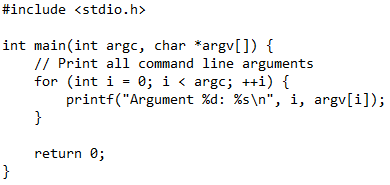 #include <stdio.h>

int main(int argc, char *argv[]) {
    // Print all command line arguments
    for (int i = 0; i < argc; ++i) {
        printf("Argument %d: %s\n", i, argv[i]);
    }

    return 0;
}